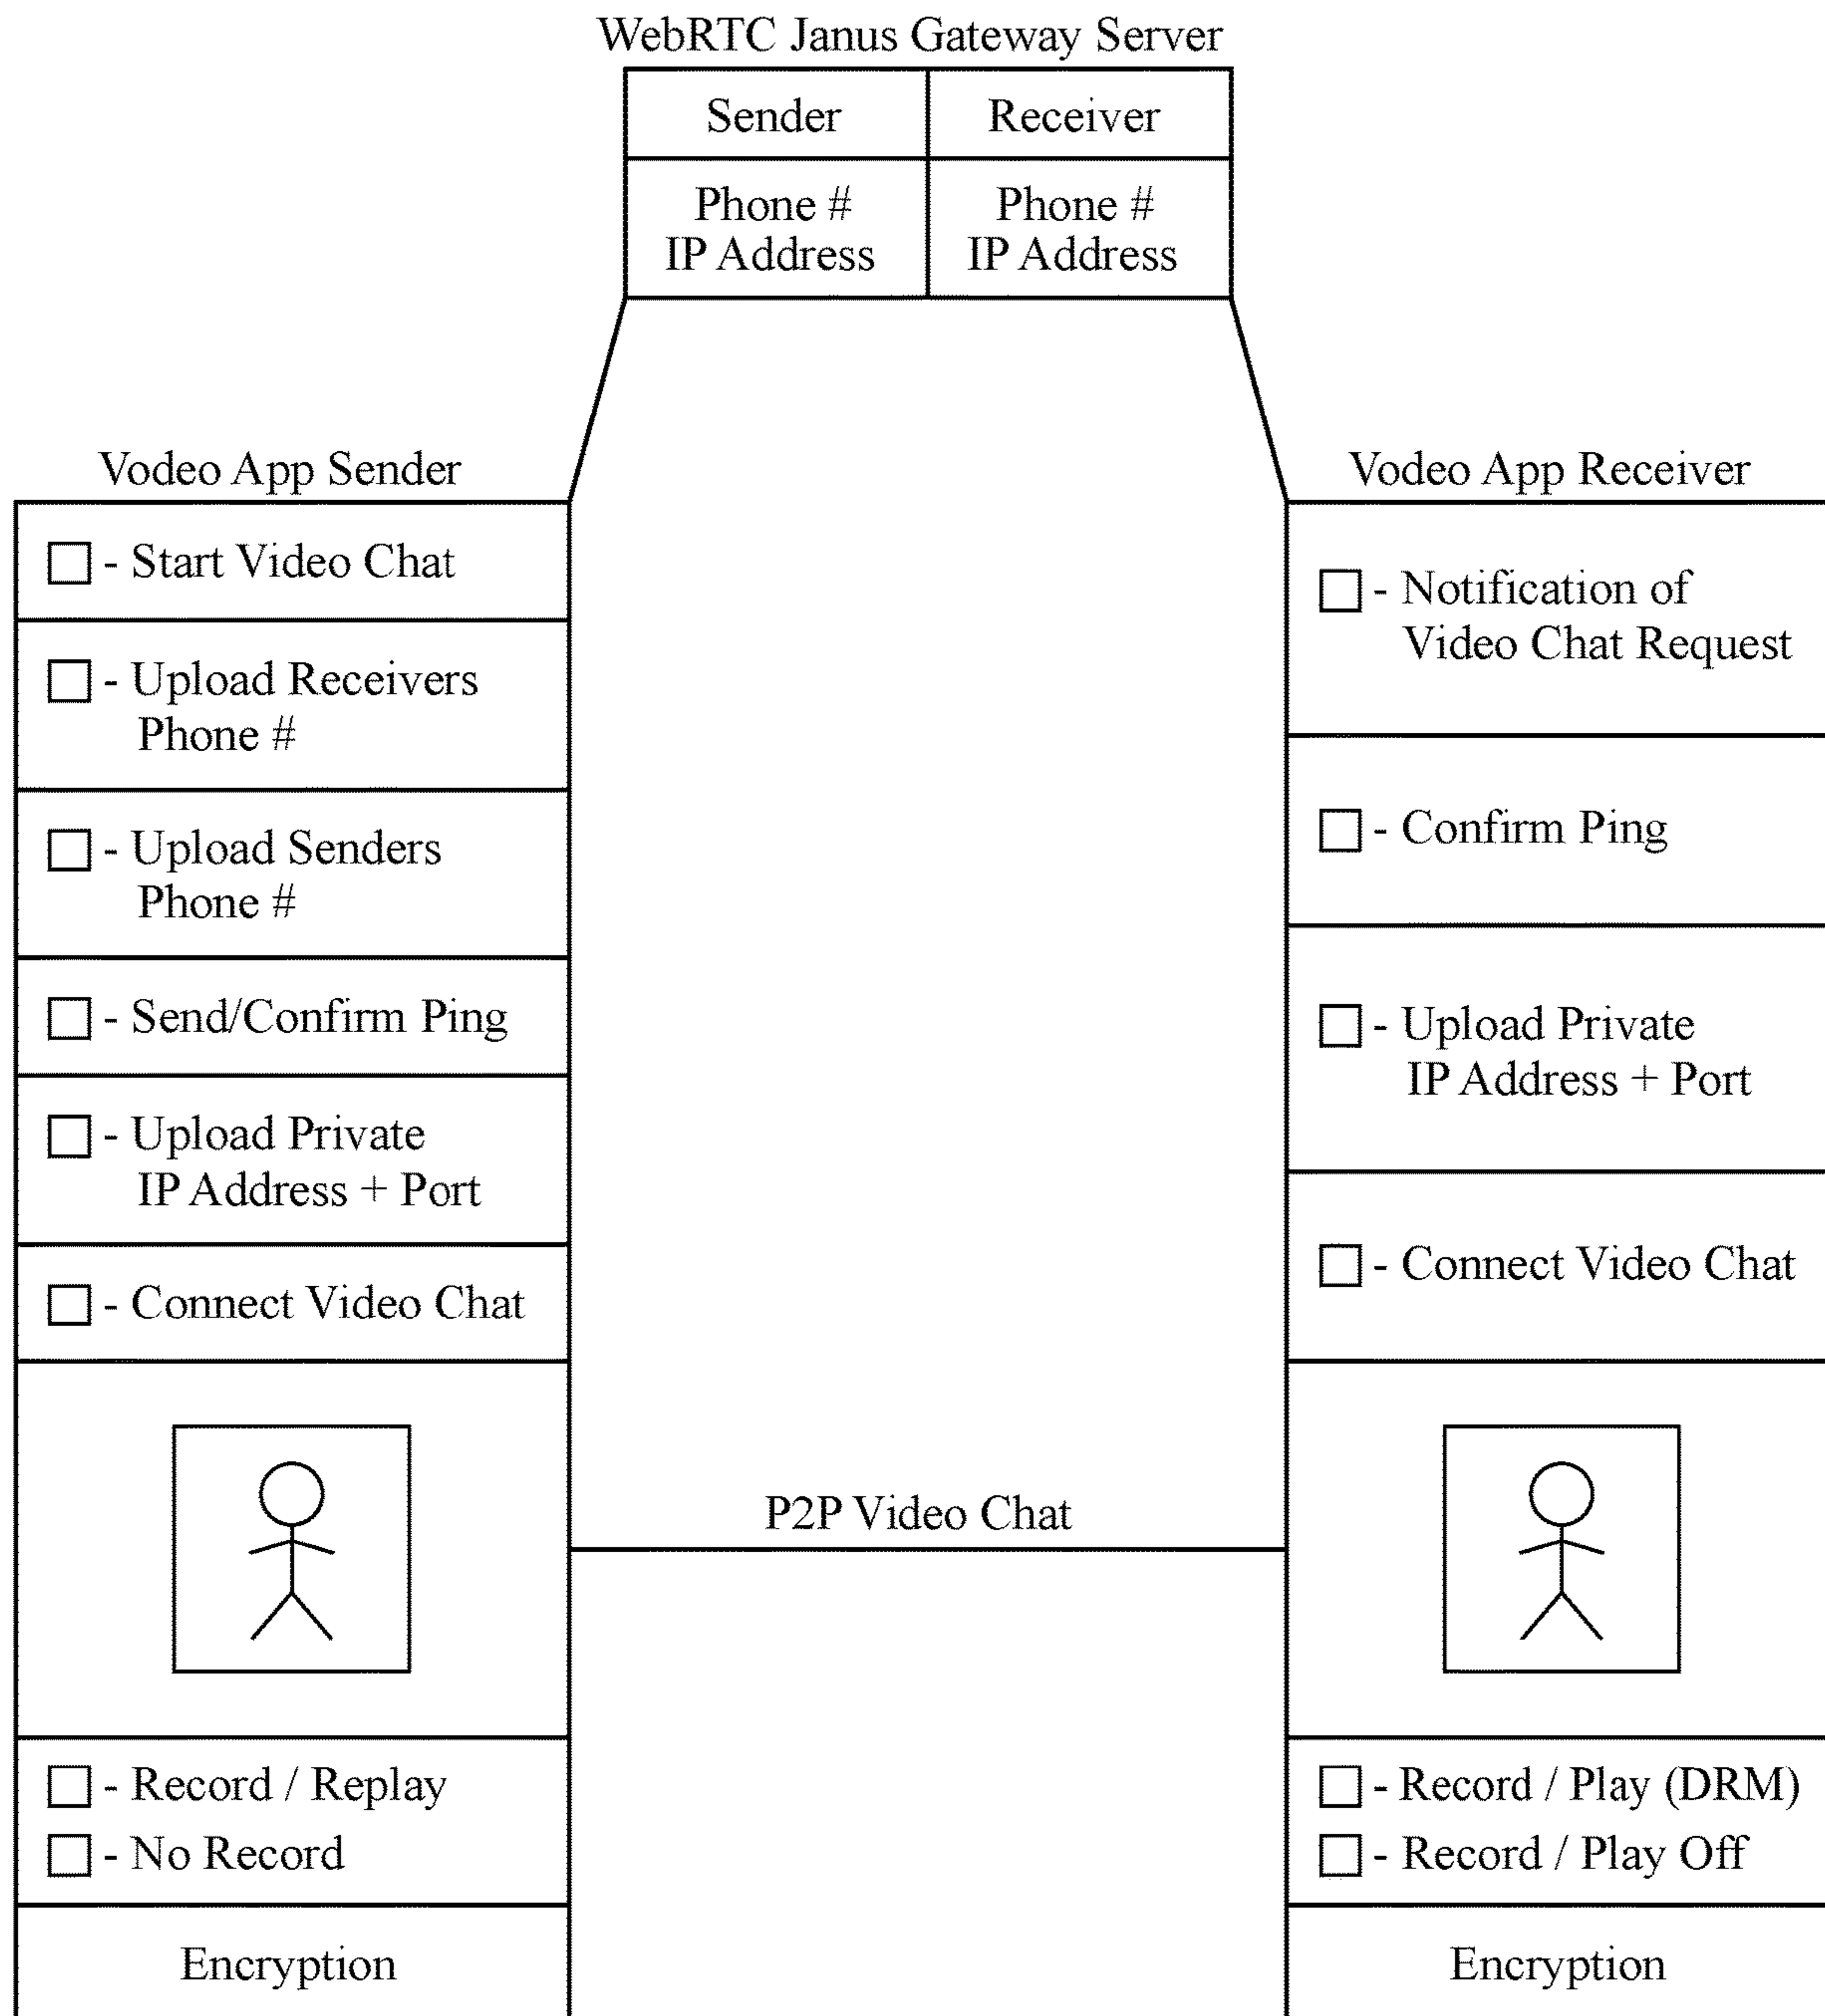 WebRTC Janus Gateway Server
Sender
Receiver
Phone #
IP Address
Phone #
IP Address
Vodeo App Sender
- Start Video Chat
- Upload Receivers
Phone #
- Upload Senders
Phone #
- Send/Confirm Ping
- Upload Private
IP Address + Port
- Connect Video Chat
- Record / Replay
- No Record
Encryption
P2P Video Chat
Vodeo App Receiver
- Notification of
Video Chat Request
- Confirm Ping
- Upload Private
IP Address + Port
- Connect Video Chat
- Record / Play (DRM)
- Record / Play Off
Encryption